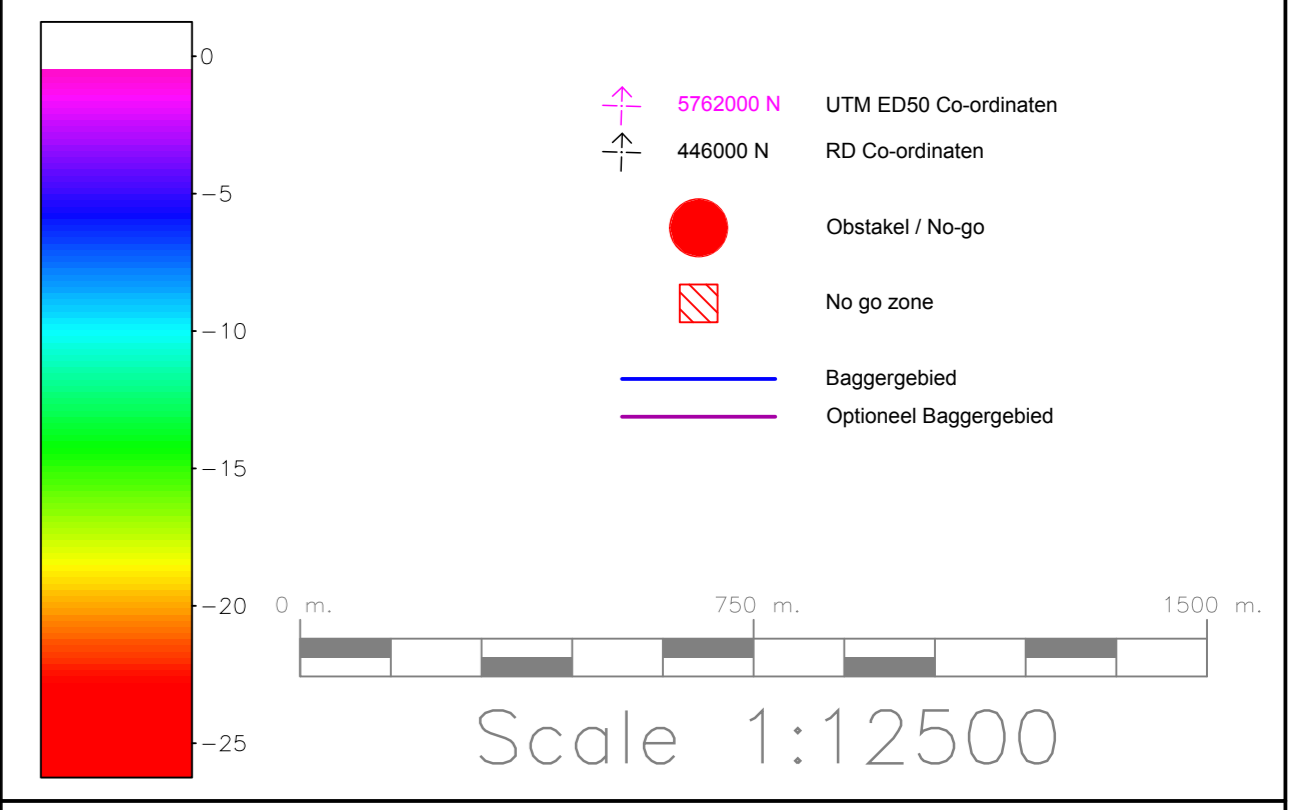 0
-5
-10
-15
-20
-25
5762000 N UTM ED50 Co-ordinaten
446000 N RD Co-ordinaten
Obstakel / No-go
No go zone
Baggergebied
Optioneel Baggergebied
0 m. 750 m. 1500 m.
Scale 1:12500